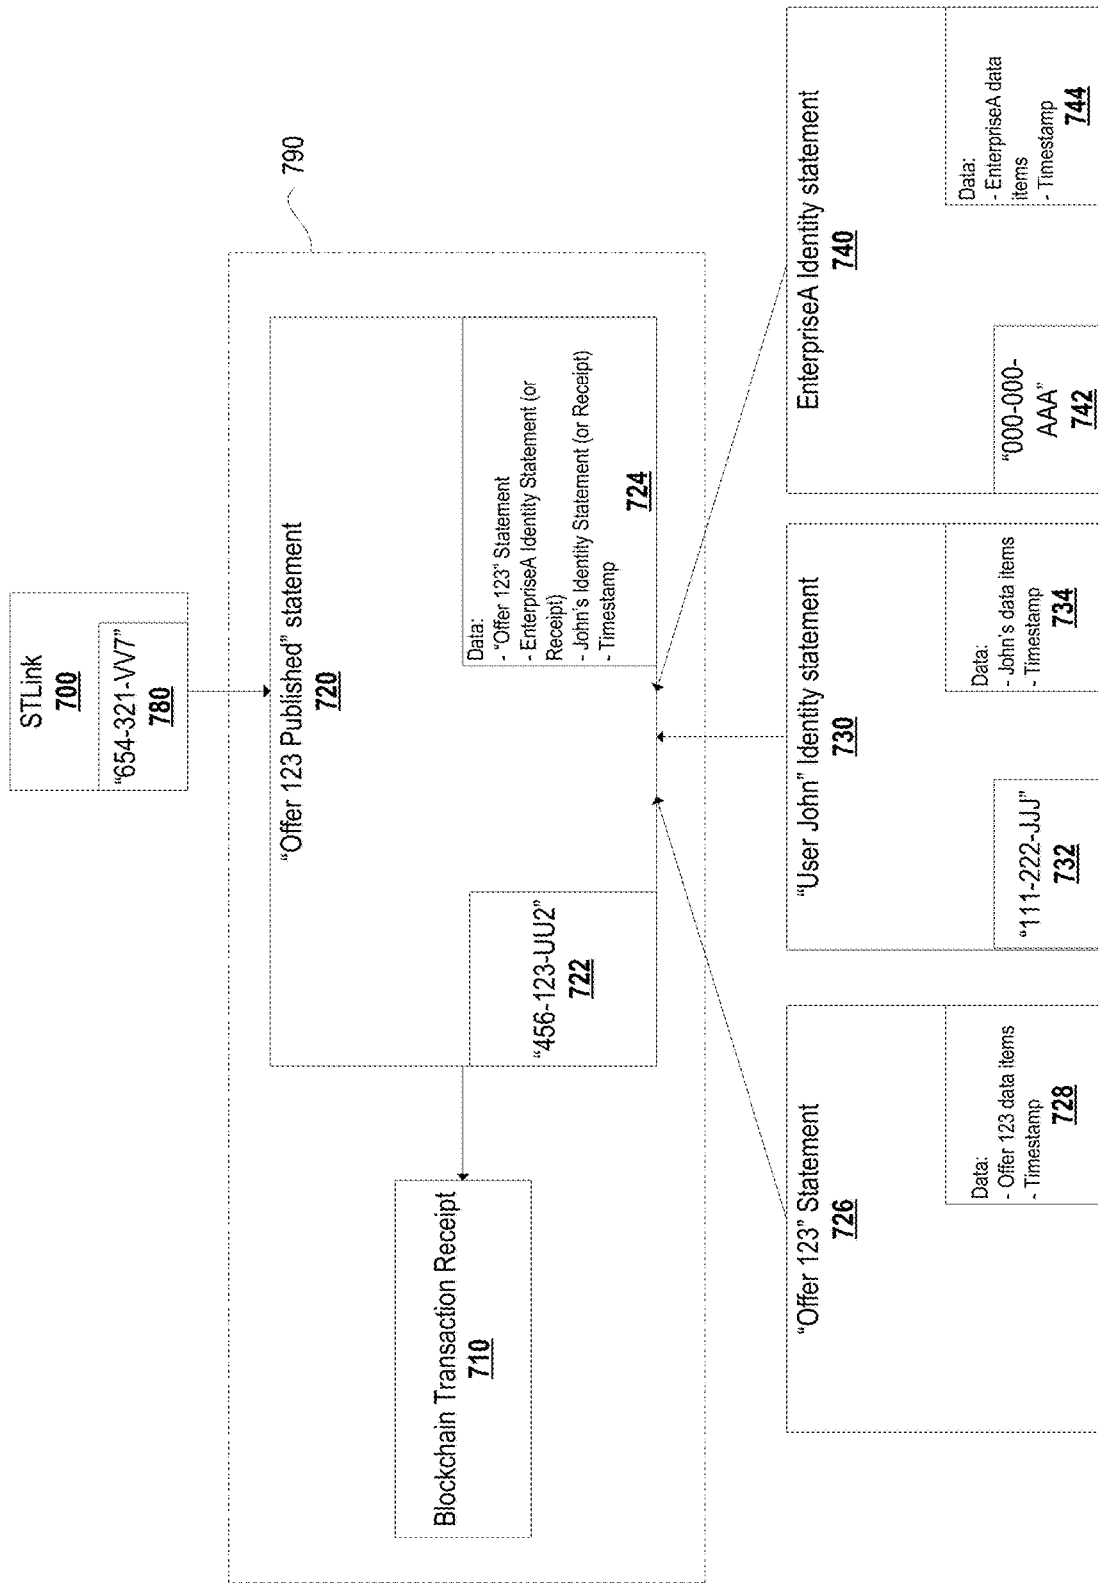 STLink
700
“654-321-VV7”
780
790
“Offer 123 Published” statement
720
“456-123-UU2”
722
Data:
- “Offer 123” Statement
- EnterpriseA Identity Statement (or
Receipt)
- John's Identity Statement (or Receipt)
- Timestamp
724
Blockchain Transaction Receipt
710
“Offer 123” Statement
726
Data:
- Offer 123 data items
- Timestamp
728
“User John” Identity statement
730
“111-222-JJJ”
732
Data:
- John's data items
- Timestamp
734
EnterpriseA Identity statement
740
“000-000-
AAA”
742
Data:
- EnterpriseA data
items
- Timestamp
744